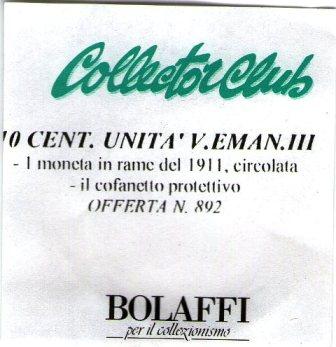 Collector Club
10 CENT. UNITA' V.EMAN.III
- 1 moneta in rame del 1911, circolata
- il cofanetto protettivo
OFFERTA N. 892
BOLAFFI
per il collezionismo